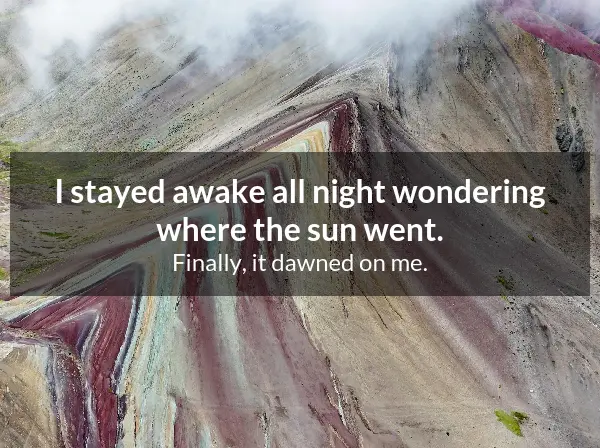 I stayed awake all night wondering
where the sun went.
Finally, it dawned on me.